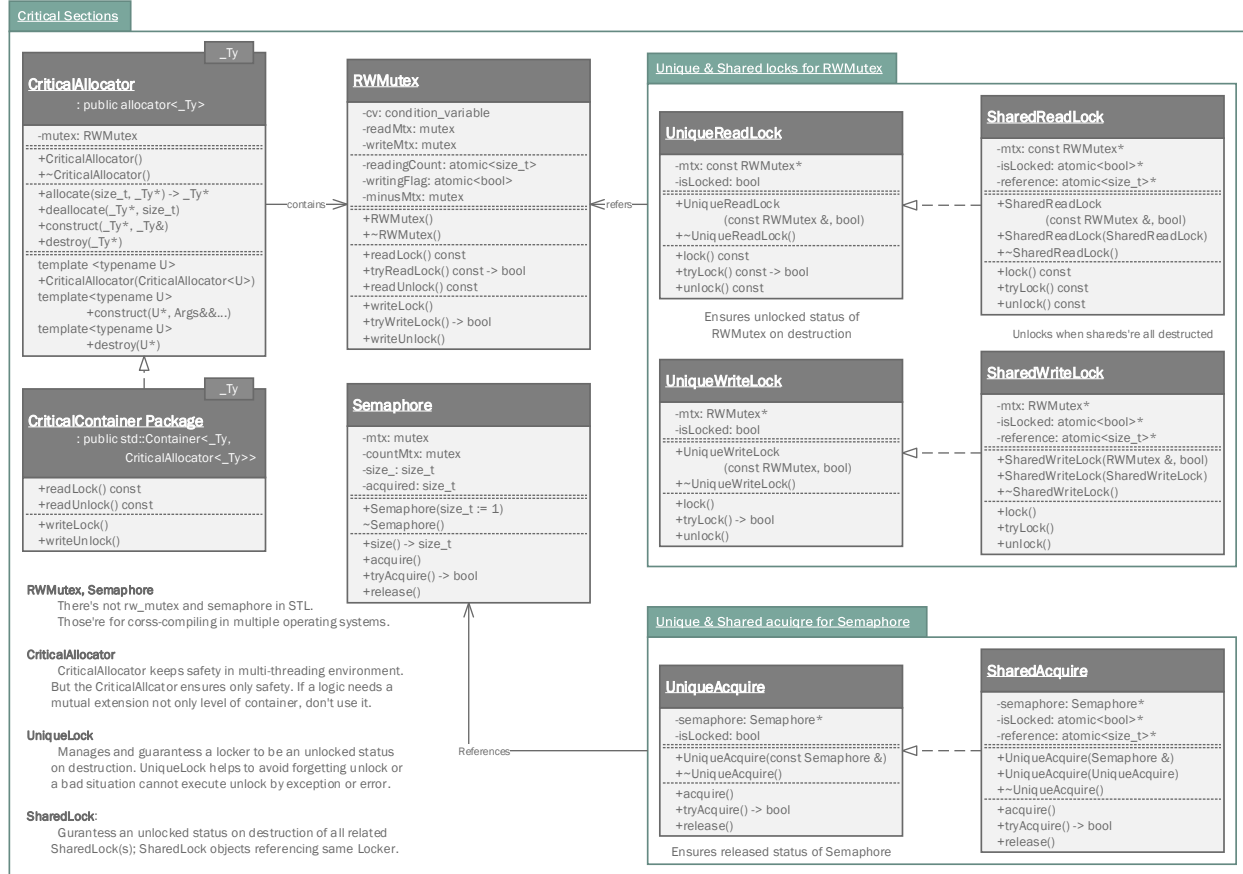 Critical Sections
_Ty
CriticalAllocator
: public allocator<_Ty>
-mutex: RWMutex
+CriticalAllocator()
+~CriticalAllocator()
+allocate(size_t, _Ty*) -> _Ty*
+deallocate(_Ty*, size_t)
+construct(_Ty*, _Ty&)
+destroy(_Ty*)
template <typename U>
+CriticalAllocator(CriticalAllocator<U>)
template<typename U>
+construct(U*, Args&&...)
template<typename U>
+destroy(U*)
_Ty
CriticalContainer Package
: public std::Container<_Ty,
CriticalAllocator<_Ty>>
+readLock() const
+readUnlock() const
+writeLock()
+writeUnlock()
contains
RWMutex
-cv: condition_variable
-readMtx: mutex
-writeMtx: mutex
-readingCount: atomic<size_t>
-writingFlag: atomic<bool>
-minusMtx: mutex
+RWMutex()
+~RWMutex()
+readLock() const
+tryReadLock() const -> bool
+readUnlock() const
+writeLock()
+tryWriteLock() -> bool
+writeUnlock()
refers
Semaphore
-mtx: mutex
-countMtx: mutex
-size_: size_t
-acquired: size_t
+Semaphore(size_t := 1)
~Semaphore()
+size() -> size_t
+acquire()
+tryAcquire() -> bool
+release()
References
Unique & Shared locks for RWMutex
UniqueReadLock
-mtx: const RWMutex*
-isLocked: bool
+UniqueReadLock
(const RWMutex &, bool)
+~UniqueReadLock()
+lock() const
+tryLock() const -> bool
+unlock() const
Ensures unlocked status of
RWMutex on destruction
SharedReadLock
-mtx: const RWMutex*
-isLocked: atomic<bool>*
-reference: atomic<size_t>*
+SharedReadLock
(const RWMutex &, bool)
+SharedReadLock(SharedReadLock)
+~SharedReadLock()
+lock() const
+tryLock() const
+unlock() const
Unlocks when shareds're all destructed
UniqueWriteLock
-mtx: RWMutex*
-isLocked: bool
+UniqueWriteLock
(const RWMutex, bool)
+~UniqueWriteLock()
+lock()
+tryLock() -> bool
+unlock()
SharedWriteLock
-mtx: RWMutex*
-isLocked: atomic<bool>*
-reference: atomic<size_t>*
+SharedWriteLock(RWMutex &, bool)
+SharedWriteLock(SharedWriteLock)
+~SharedWriteLock()
+lock()
+tryLock()
+unlock()
Unique & Shared acuiqre for Semaphore
UniqueAcquire
-semaphore: Semaphore*
-isLocked: bool
+UniqueAcquire(const Semaphore &)
+~UniqueAcquire()
+acquire()
+tryAcquire() -> bool
+release()
Ensures released status of Semaphore
SharedAcquire
-semaphore: Semaphore*
-isLocked: atomic<bool>*
-reference: atomic<size_t>*
+UniqueAcquire(Semaphore &)
+UniqueAcquire(UniqueAcquire)
+~UniqueAcquire()
+acquire()
+tryAcquire() -> bool
+release()
RWMutex, Semaphore
There's not rw_mutex and semaphore in STL.
Those're for corss-compiling in multiple operating systems.
CriticalAllocator
CriticalAllocator keeps safety in multi-threading environment.
But the CriticalAllcator ensures only safety. If a logic needs a
mutual extension not only level of container, don't use it.
UniqueLock
Manages and guarantess a locker to be an unlocked status
on destruction. UniqueLock helps to avoid forgetting unlock or
a bad situation cannot execute unlock by exception or error.
SharedLock:
Gurantess an unlocked status on destruction of all related
SharedLock(s); SharedLock objects referencing same Locker.